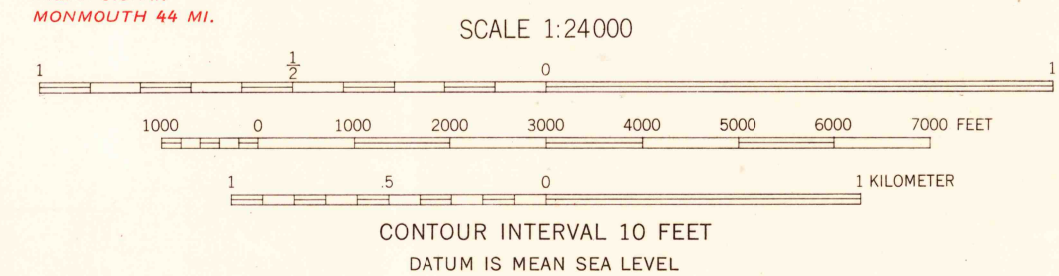 MONMOUTH 44 MI.
SCALE 1:24000
1 1/2 0 1
1000 0 1000 2000 3000 4000 5000 6000 7000 FEET
1 .5 0 1 KILOMETER
CONTOUR INTERVAL 10 FEET
DATUM IS MEAN SEA LEVEL